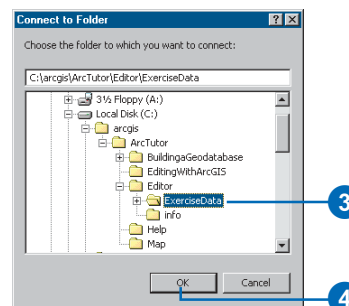 Connect to Folder
Choose the folder to which you want to connect:
C:\arcgis\ArcTutor\Editor\ExerciseData
3½ Floppy (A:)
Local Disk (C:)
arcgis
ArcTutor
BuildingaGeodatabase
EditingWithArcGIS
Editor
ExerciseData
3
info
Help
Map
OK
Cancel
4